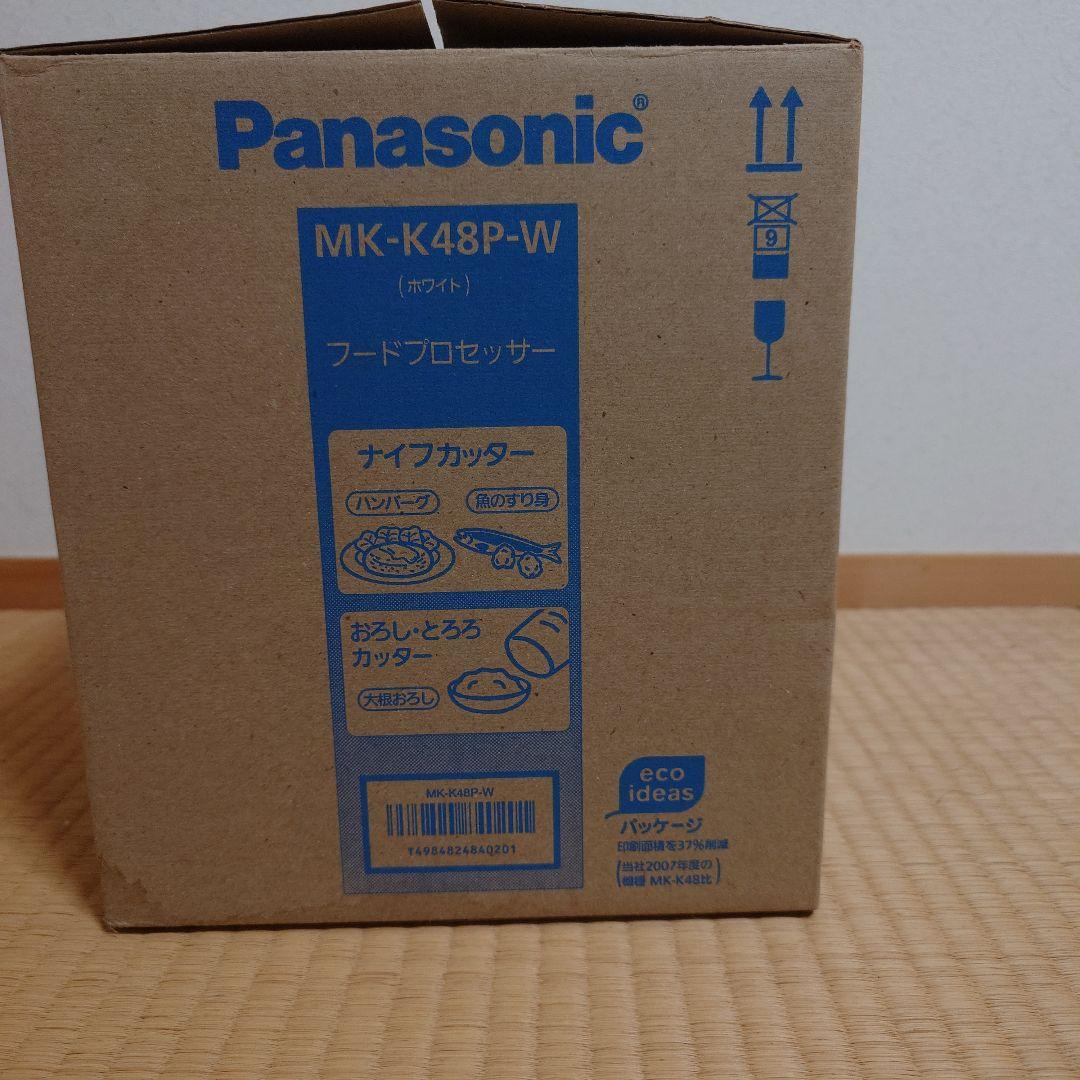 Panasonic®
MK-K48P-W
(ホワイト)
フードプロセッサー
9
ナイフカッター
ハンバーグ 魚のすり身
おろし・とろろ
カッター
大根おろし
MK-K48P-W
T4984824840201
eco
ideas
パッケージ
印刷面積を37%削減
(当社2007年度の
機種 MK-K48比)